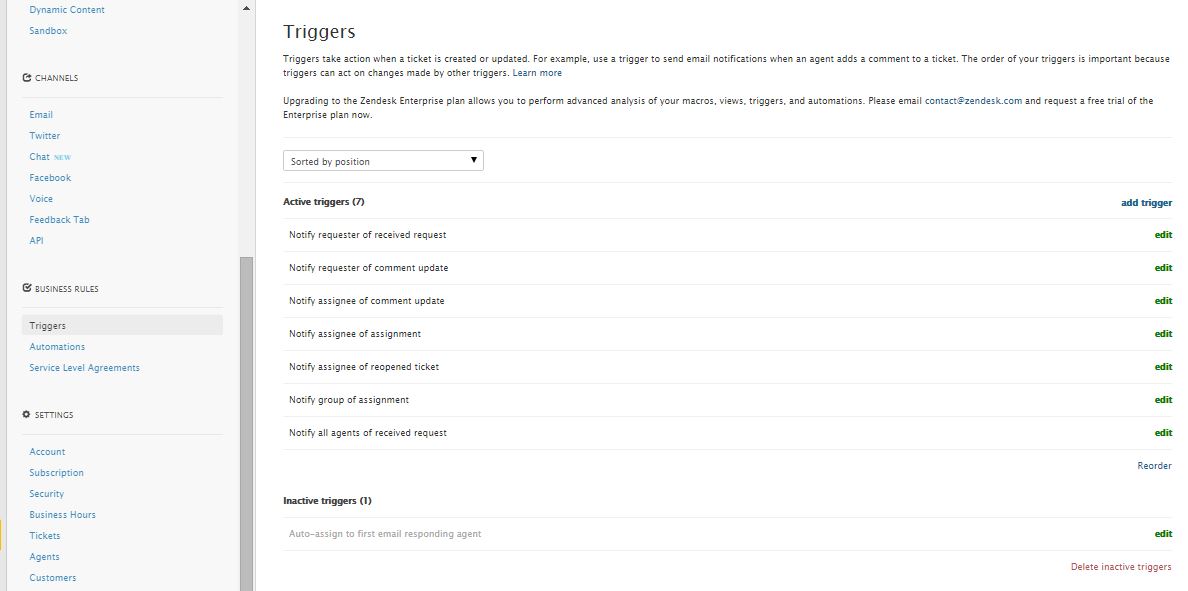 Dynamic Content
Sandbox
CHANNELS
Email
Twitter
Chat NEW
Facebook
Voice
Feedback Tab
API
BUSINESS RULES
Triggers
Automations
Service Level Agreements
SETTINGS
Account
Subscription
Security
Business Hours
Tickets
Agents
Customers
Triggers
Triggers take action when a ticket is created or updated. For example, use a trigger to send email notifications when an agent adds a comment to a ticket. The order of your triggers is important because
triggers can act on changes made by other triggers. Learn more
Upgrading to the Zendesk Enterprise plan allows you to perform advanced analysis of your macros, views, triggers, and automations. Please email contact@zendesk.com and request a free trial of the
Enterprise plan now.
Sorted by position
Active triggers (7) add trigger
Notify requester of received request edit
Notify requester of comment update edit
Notify assignee of comment update edit
Notify assignee of assignment edit
Notify assignee of reopened ticket edit
Notify group of assignment edit
Notify all agents of received request edit
Reorder
Inactive triggers (1)
Auto-assign to first email responding agent edit
Delete inactive triggers